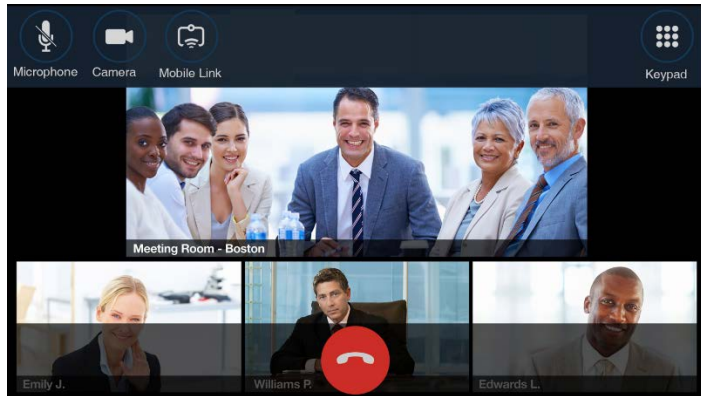 Microphone
Camera
Mobile Link
Keypad
Meeting Room - Boston
Emily J.
Williams P.
Edwards L.